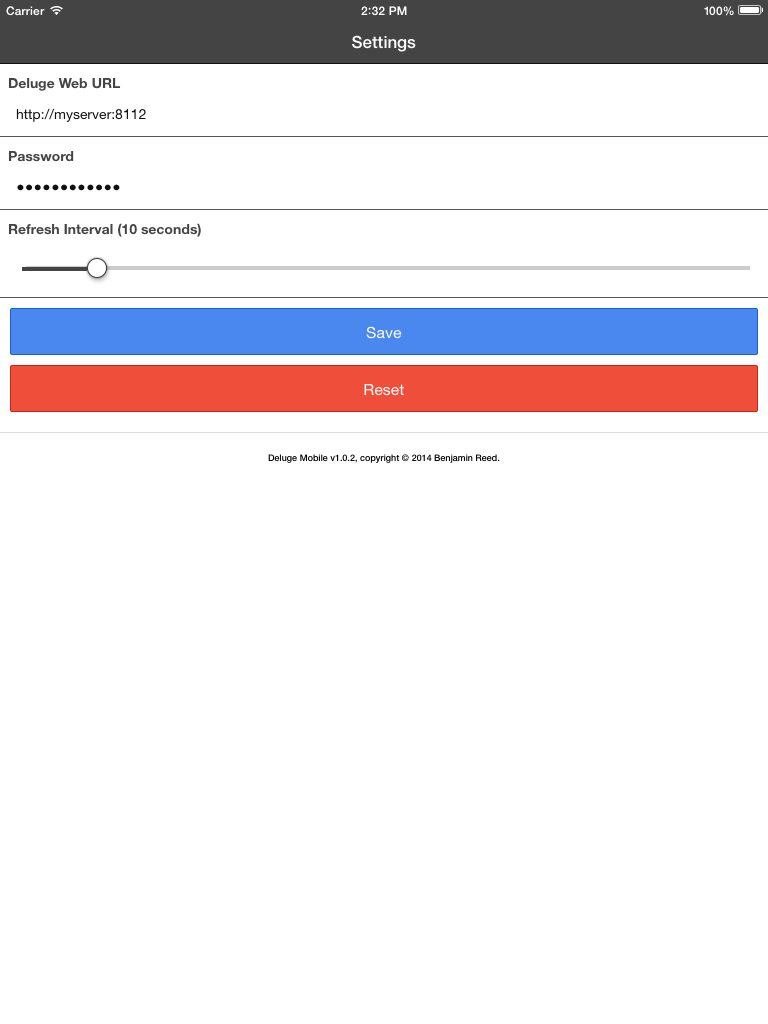 Carrier 2:32 PM 100%
Settings
Deluge Web URL
http://myserver:8112
Password
••••••••••••
Refresh Interval (10 seconds)
Save
Reset
Deluge Mobile v1.0.2, copyright © 2014 Benjamin Reed.